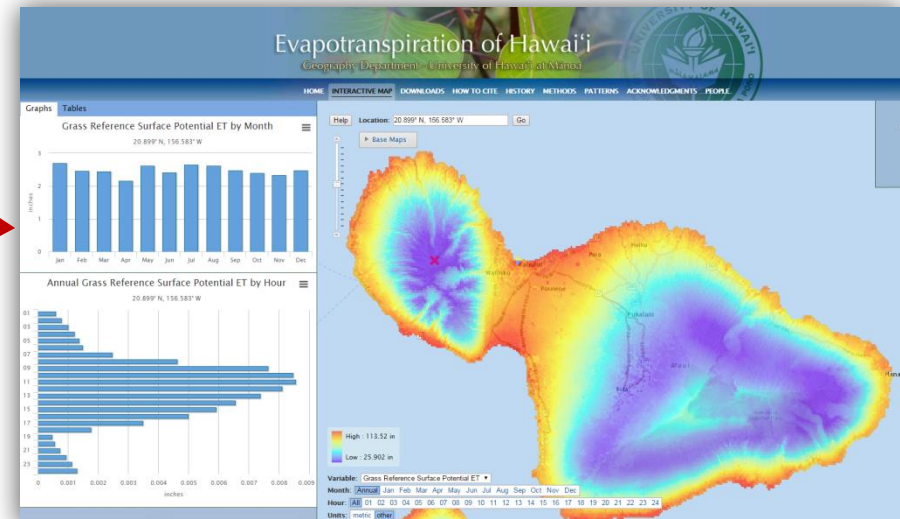 Evapotranspiration of Hawai‘i
Geography Department - University of Hawai‘i at Mānoa
UNIVERSITY OF HAWAI‘I
HOME INTERACTIVE MAP DOWNLOADS HOW TO CITE HISTORY METHODS PATTERNS ACKNOWLEDGMENTS PEOPLE
Graphs Tables
Grass Reference Surface Potential ET by Month
20.899° N, 156.583° W
3
2
1
0
inches
Jan Feb Mar Apr May Jun Jul Aug Sep Oct Nov Dec
Annual Grass Reference Surface Potential ET by Hour
20.899° N, 156.583° W
01
03
05
07
09
11
13
15
17
19
21
23
0 0.001 0.002 0.003 0.004 0.005 0.006 0.007 0.008 0.009
inches
Help Location: 20.899° N, 156.583° W Go
Base Maps
Wailuku
Kahului
Paia
Haiku
Puunene
Pukalani
Maui
Hana
High : 113.52 in
Low : 25.902 in
Variable: Grass Reference Surface Potential ET
Month: Annual Jan Feb Mar Apr May Jun Jul Aug Sep Oct Nov Dec
Hour: All 01 02 03 04 05 06 07 08 09 10 11 12 13 14 15 16 17 18 19 20 21 22 23 24
Units: metric other